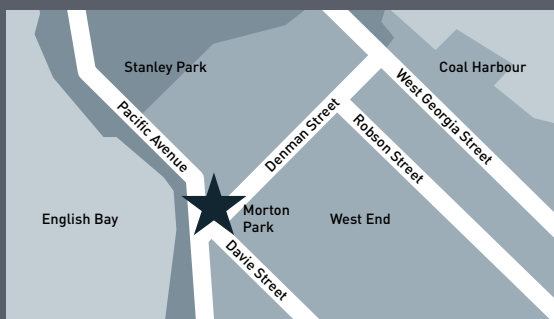 Stanley Park
Coal Harbour
Pacific Avenue
West Georgia Street
Denman Street
Robson Street
English Bay
Morton
Park
West End
Davie Street